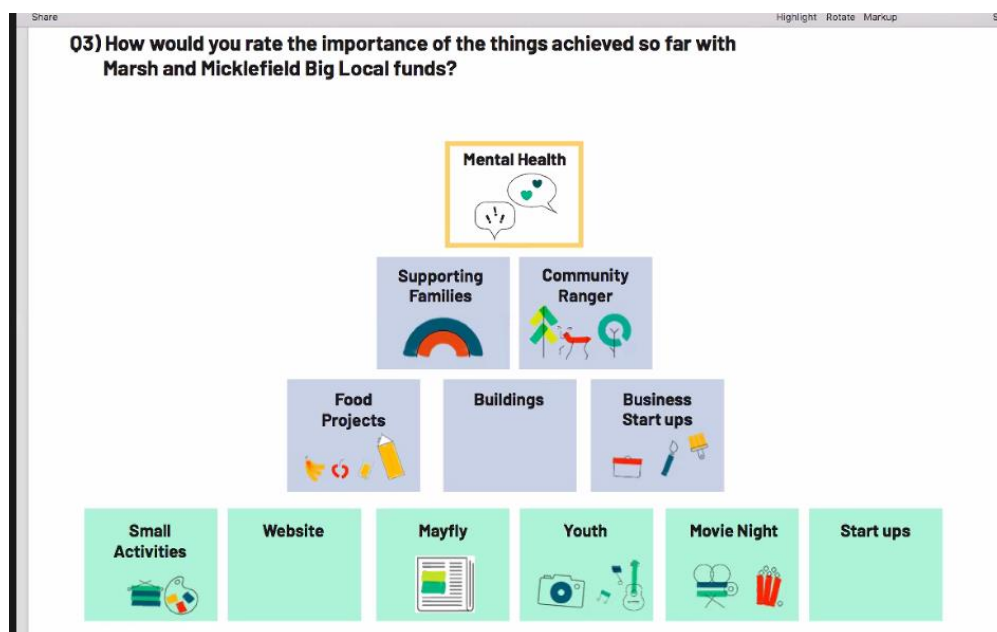 Share Highlight Rotate Markup
Q3) How would you rate the importance of the things achieved so far with
Marsh and Micklefield Big Local funds?
Mental Health
Supporting
Families
Community
Ranger
Food
Projects
Buildings
Business
Start ups
Small
Activities
Website
Mayfly
Youth
Movie Night
Start ups